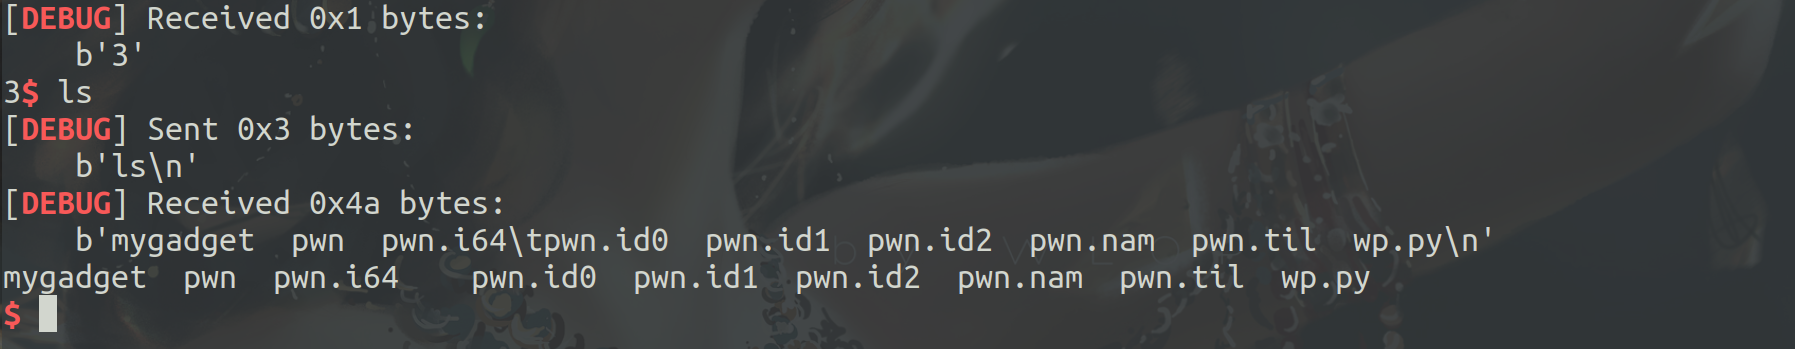 [DEBUG] Received 0x1 bytes:
    b'3'
3$ ls
[DEBUG] Sent 0x3 bytes:
    b'ls\n'
[DEBUG] Received 0x4a bytes:
    b'mygadget  pwn  pwn.i64\tpwn.id0  pwn.id1  pwn.id2  pwn.nam  pwn.til  wp.py\n'
mygadget  pwn  pwn.i64    pwn.id0  pwn.id1  pwn.id2  pwn.nam  pwn.til  wp.py
$